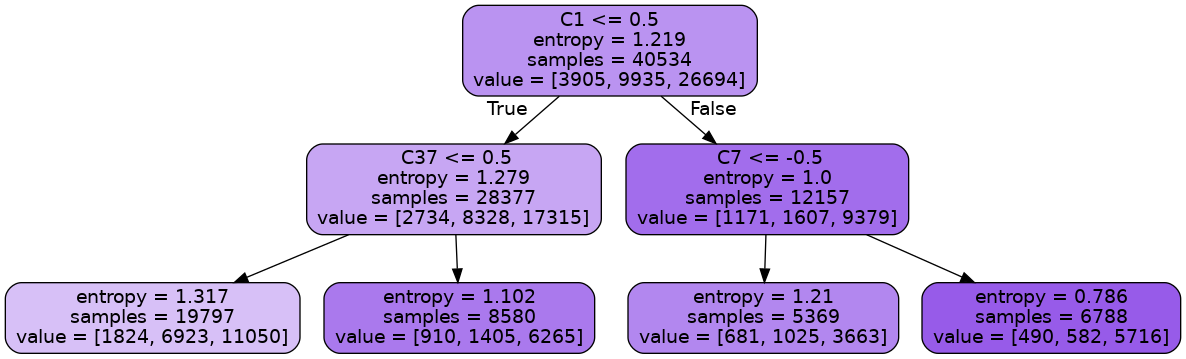 C1 <= 0.5
entropy = 1.219
samples = 40534
value = [3905, 9935, 26694]
True
False
C37 <= 0.5
entropy = 1.279
samples = 28377
value = [2734, 8328, 17315]
C7 <= -0.5
entropy = 1.0
samples = 12157
value = [1171, 1607, 9379]
entropy = 1.317
samples = 19797
value = [1824, 6923, 11050]
entropy = 1.102
samples = 8580
value = [910, 1405, 6265]
entropy = 1.21
samples = 5369
value = [681, 1025, 3663]
entropy = 0.786
samples = 6788
value = [490, 582, 5716]